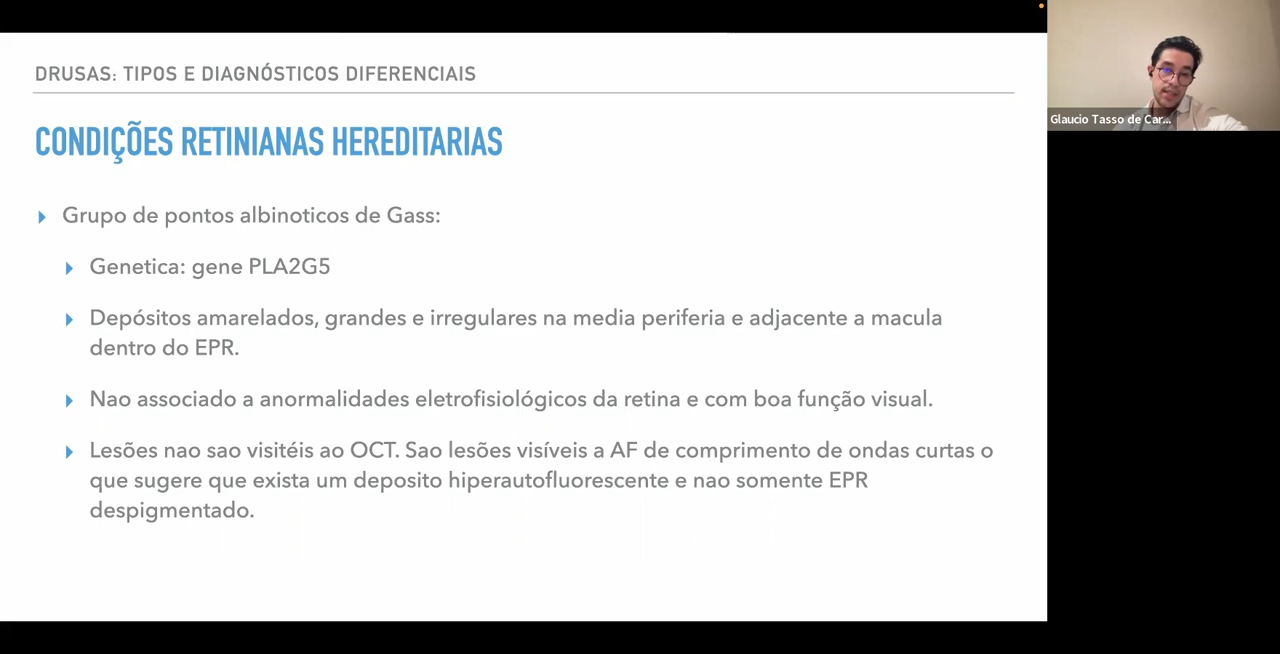 DRUSAS: TIPOS E DIAGNÓSTICOS DIFERENCIAIS
CONDIÇÕES RETINIANAS HEREDITARIAS
Grupo de pontos albinoticos de Gass:
Genetica: gene PLA2G5
Depósitos amarelados, grandes e irregulares na media periferia e adjacente a macula
dentro do EPR.
Nao associado a anormalidades eletrofisiológicos da retina e com boa função visual.
Lesões nao sao visitéis ao OCT. Sao lesões visíveis a AF de comprimento de ondas curtas o
que sugere que exista um deposito hiperautofluorescente e nao somente EPR
despigmentado.
Glaucio Tasso de Car...